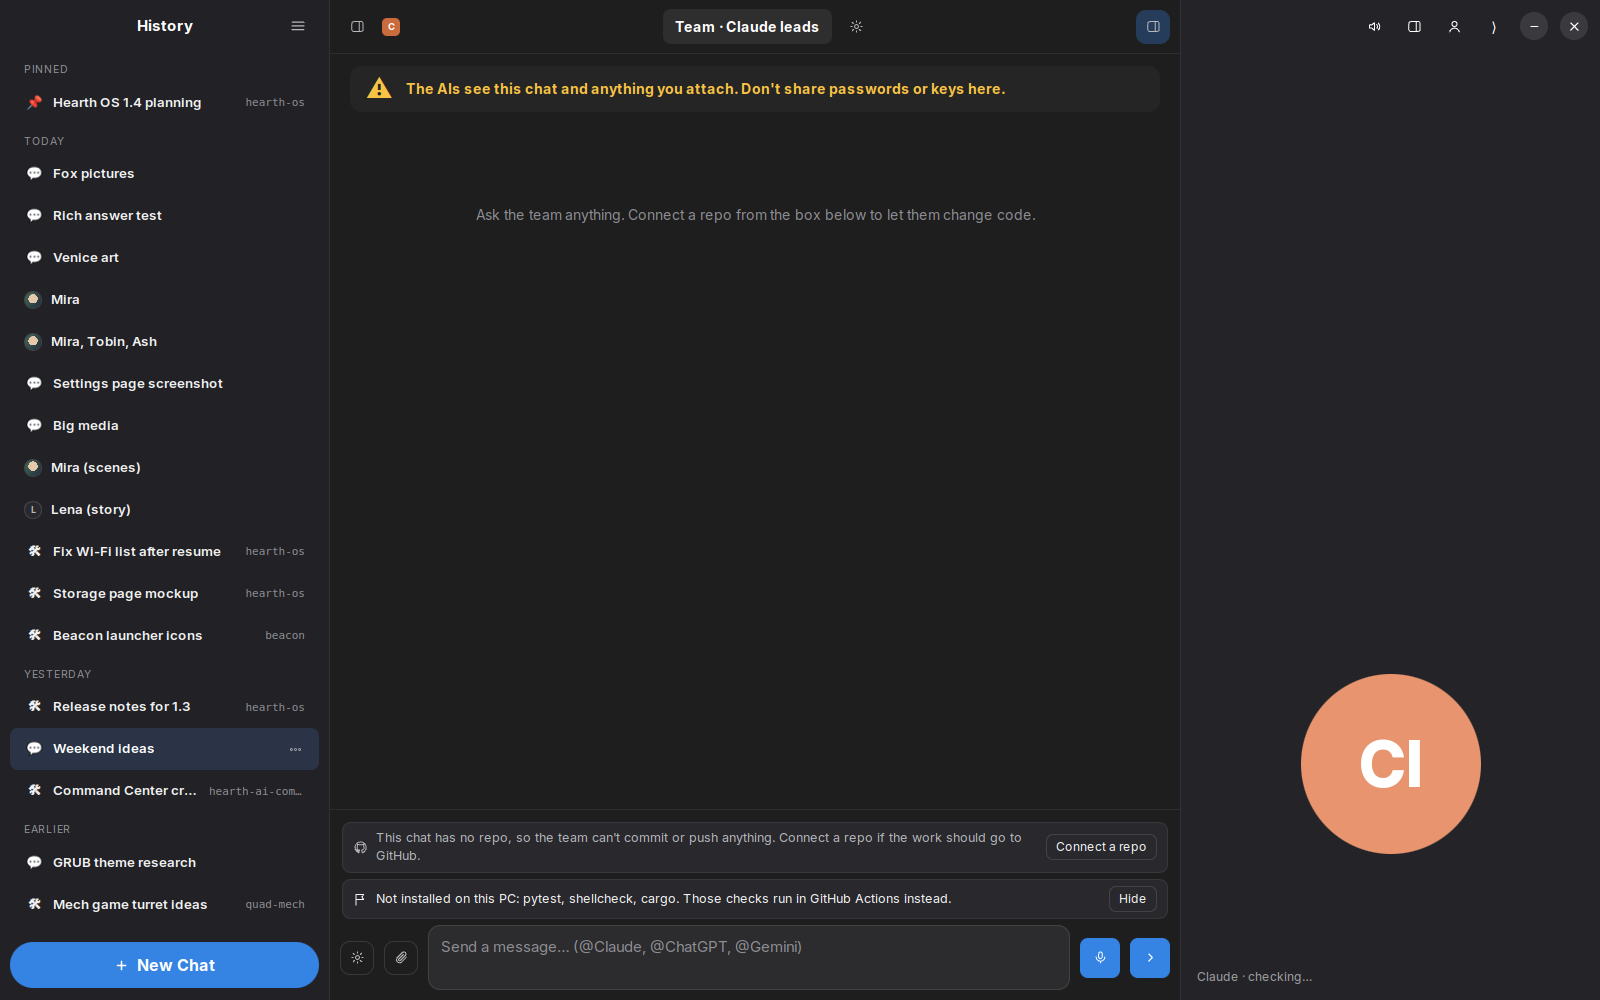 History
PINNED
Hearth OS 1.4 planning hearth-os
TODAY
Fox pictures
Rich answer test
Venice art
Mira
Mira, Tobin, Ash
Settings page screenshot
Big media
Mira (scenes)
L Lena (story)
Fix Wi-Fi list after resume hearth-os
Storage page mockup hearth-os
Beacon launcher icons beacon
YESTERDAY
Release notes for 1.3 hearth-os
Weekend ideas
Command Center cr... hearth-ai-com…
EARLIER
GRUB theme research
Mech game turret ideas quad-mech
+ New Chat
C
Team · Claude leads
The AIs see this chat and anything you attach. Don't share passwords or keys here.
Ask the team anything. Connect a repo from the box below to let them change code.
This chat has no repo, so the team can't commit or push anything. Connect a repo if the work should go to
GitHub.
Connect a repo
Not installed on this PC: pytest, shellcheck, cargo. Those checks run in GitHub Actions instead.
Hide
Send a message... (@Claude, @ChatGPT, @Gemini)
Cl
Claude · checking...